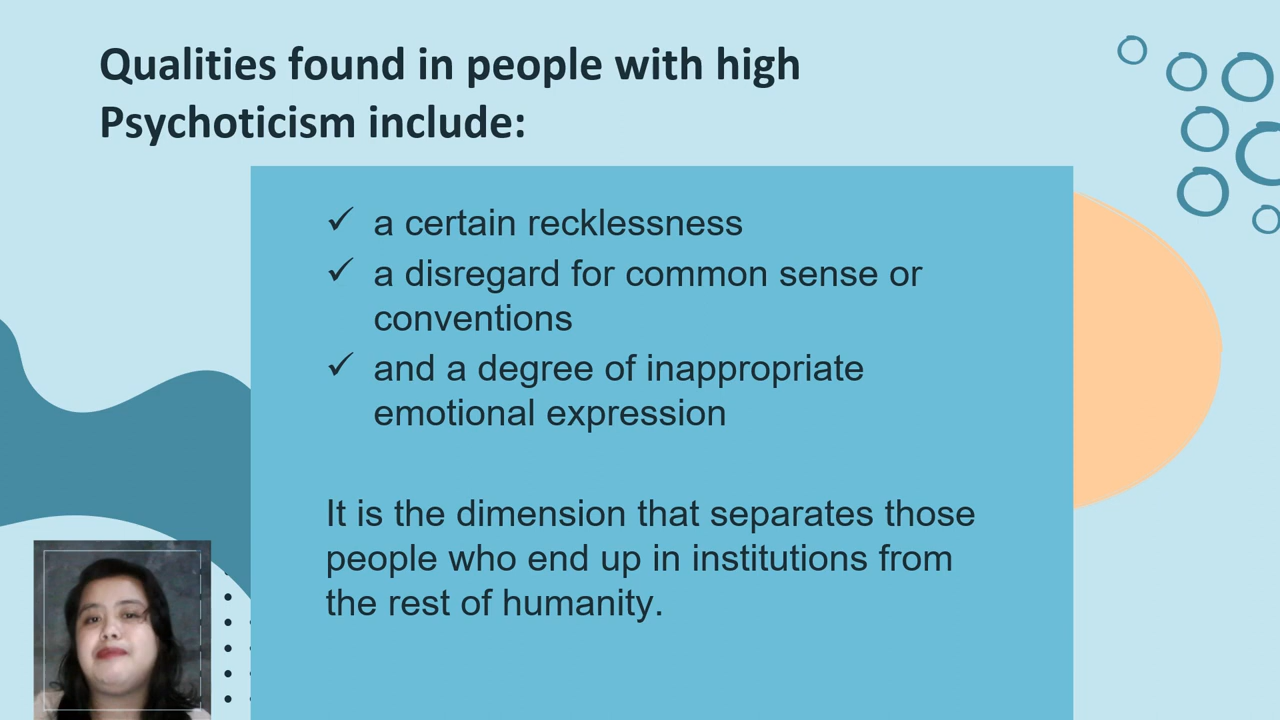 Qualities found in people with high
Psychoticism include:
✓ a certain recklessness
✓ a disregard for common sense or
conventions
✓ and a degree of inappropriate
emotional expression
It is the dimension that separates those
people who end up in institutions from
the rest of humanity.